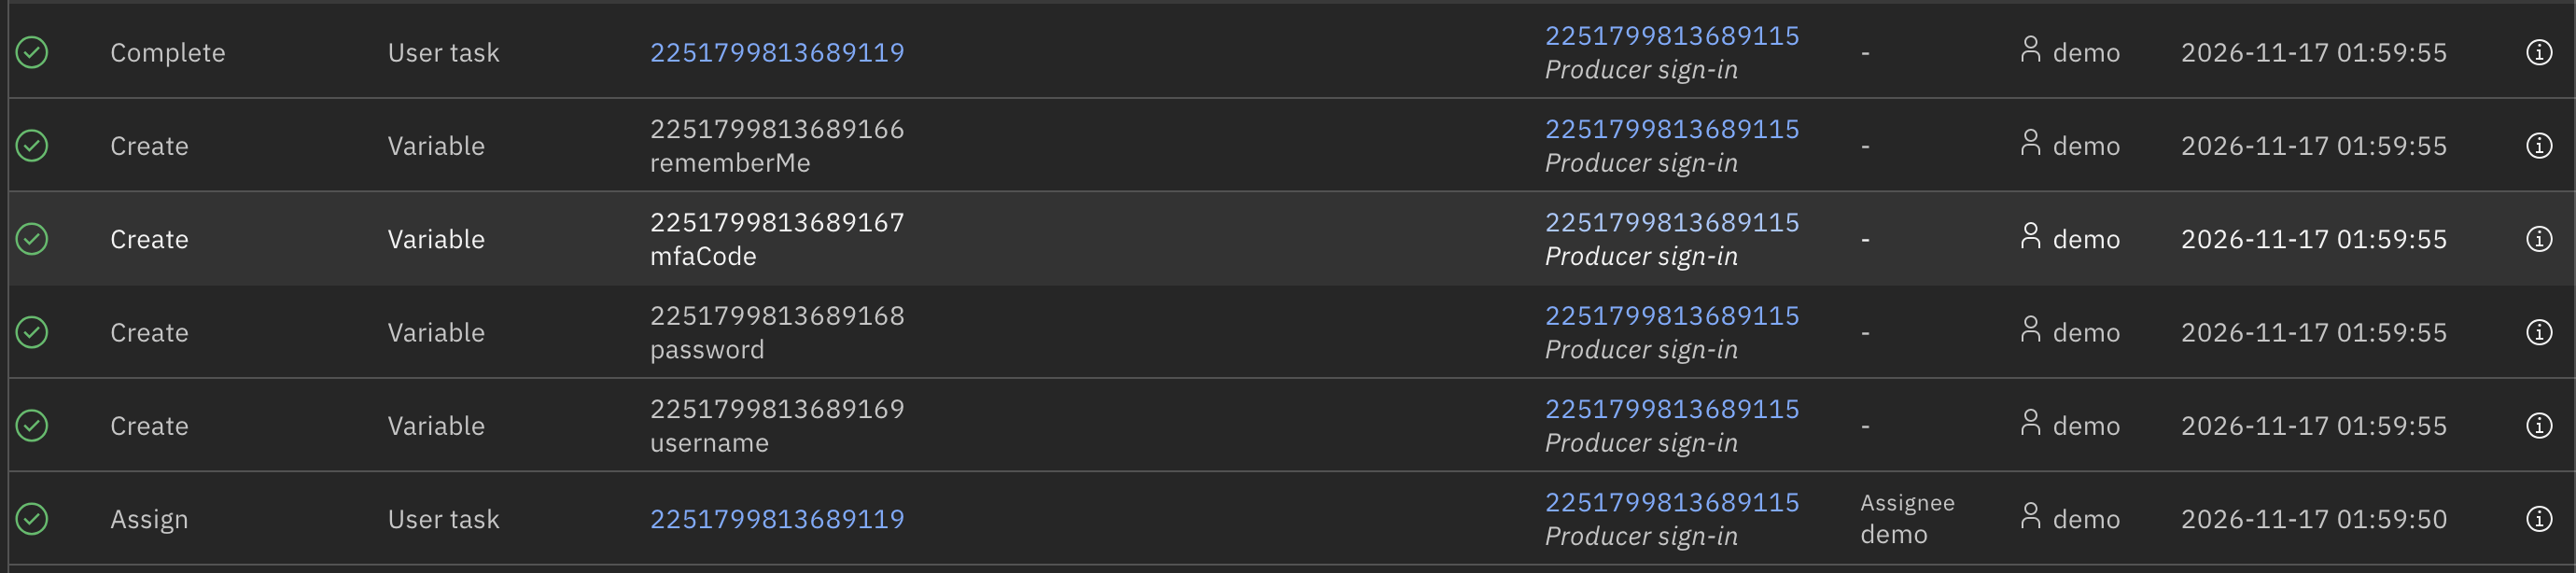 Complete User task 2251799813689119 2251799813689115 - demo 2026-11-17 01:59:55
Producer sign-in
Create Variable 2251799813689166 2251799813689115 - demo 2026-11-17 01:59:55
rememberMe Producer sign-in
Create Variable 2251799813689167 2251799813689115 - demo 2026-11-17 01:59:55
mfaCode Producer sign-in
Create Variable 2251799813689168 2251799813689115 - demo 2026-11-17 01:59:55
password Producer sign-in
Create Variable 2251799813689169 2251799813689115 - demo 2026-11-17 01:59:55
username Producer sign-in
Assign User task 2251799813689119 2251799813689115 Assignee demo 2026-11-17 01:59:50
Producer sign-in demo